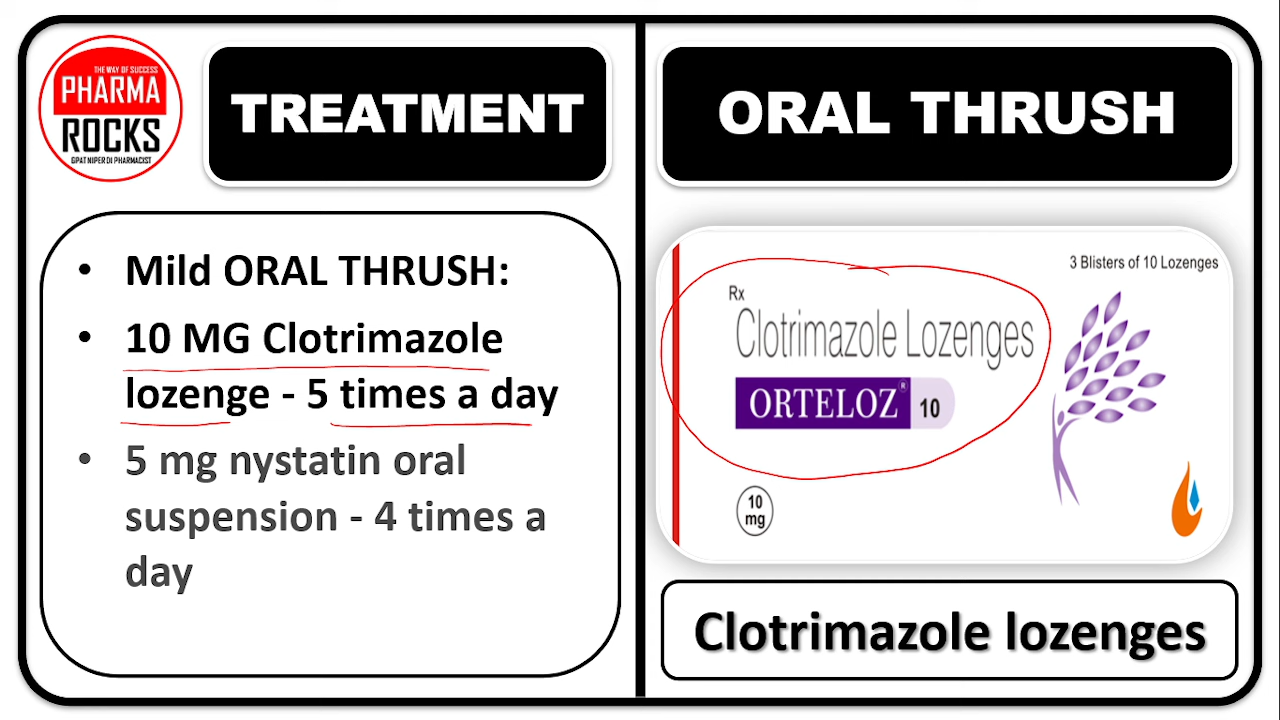 THE WAY OF SUCCESS
PHARMA
ROCKS
GPAT NIPER DI PHARMACIST
TREATMENT
• Mild ORAL THRUSH:
• 10 MG Clotrimazole
lozenge - 5 times a day
• 5 mg nystatin oral
suspension - 4 times a
day
ORAL THRUSH
3 Blisters of 10 Lozenges
Rx
Clotrimazole Lozenges
ORTELOZ® 10
10
mg
Clotrimazole lozenges